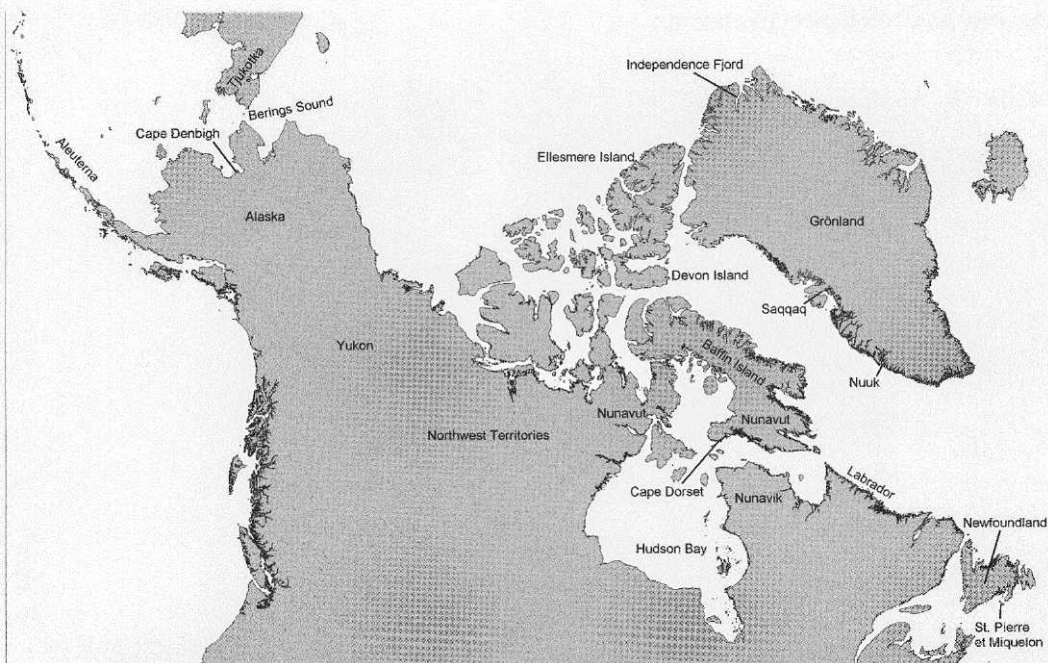 Tjukotka
Berings Sound
Cape Denbigh
Aleuterna
Alaska
Yukon
Northwest Territories
Independence Fjord
Ellesmere Island
Grönland
Devon Island
Saqqaq
Baffin Island
Nuuk
Nunavut
Nunavut
Cape Dorset
Nunavik
Labrador
Hudson Bay
Newfoundland
St. Pierre
et Miquelon